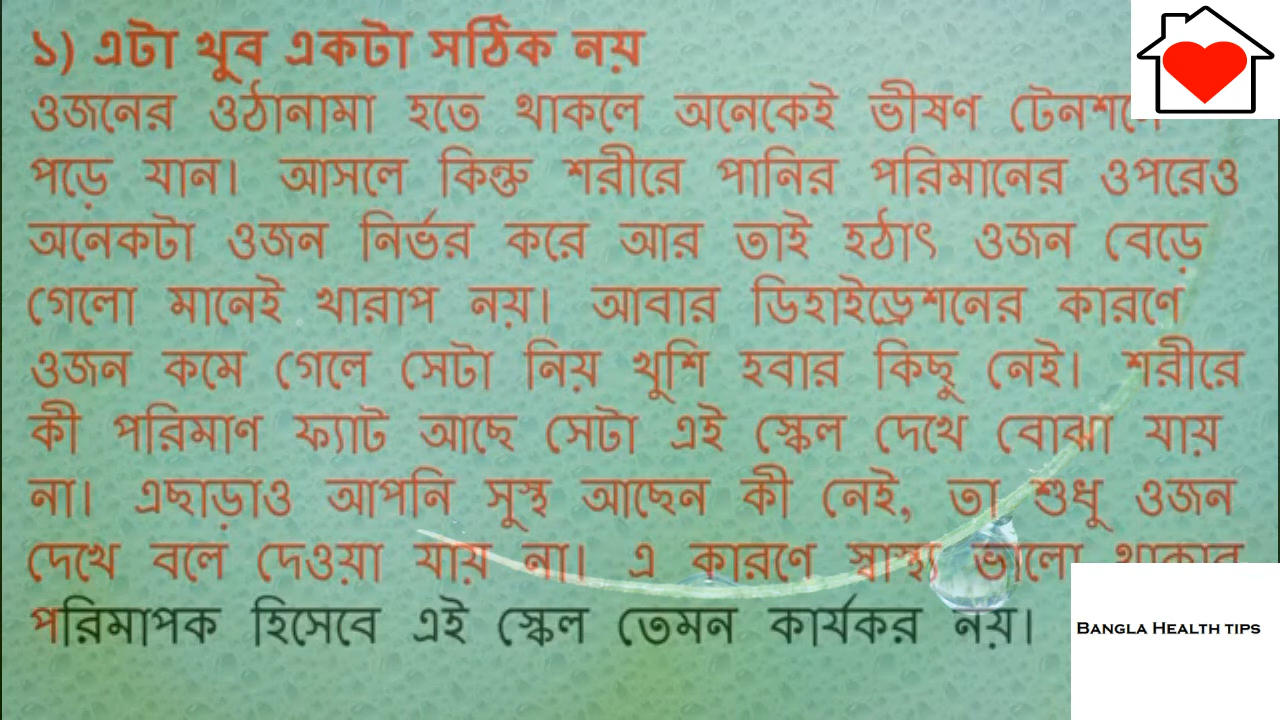 ১) এটা খুব একটা সঠিক নয়
ওজনের ওঠানামা হতে থাকলে অনেকেই ভীষণ টেনশনে
পড়ে যান। আসলে কিন্তু শরীরে পানির পরিমানের ওপরেও
অনেকটা ওজন নির্ভর করে আর তাই হঠাৎ ওজন বেড়ে
গেলো মানেই খারাপ নয়। আবার ডিহাইড্রেশনের কারণে
ওজন কমে গেলে সেটা নিয় খুশি হবার কিছু নেই। শরীরে
কী পরিমাণ ফ্যাট আছে সেটা এই স্কেল দেখে বোঝা যায়
না। এছাড়াও আপনি সুস্থ আছেন কী নেই, তা শুধু ওজন
দেখে বলে দেওয়া যায় না। এ কারণে স্বাস্থ্য ভালো থাকার
পরিমাপক হিসেবে এই স্কেল তেমন কার্যকর নয়।
BANGLA HEALTH TIPS